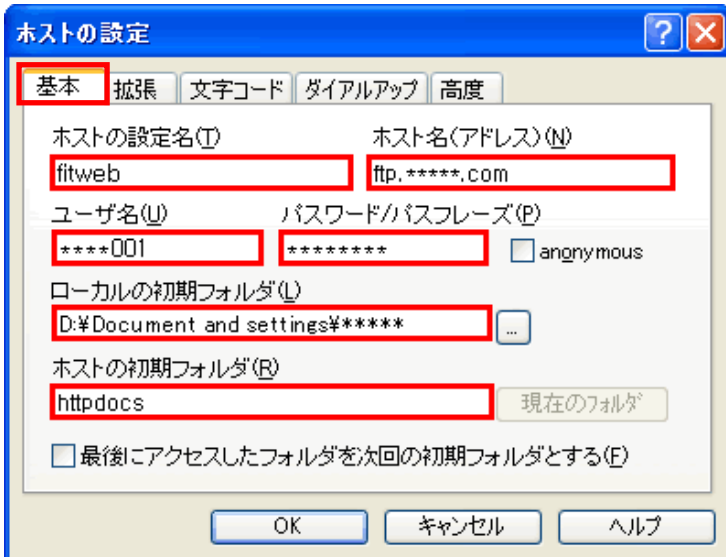 ホストの設定
基本 拡張 文字コード ダイアルアップ 高度
ホストの設定名(T) ホスト名(アドレス)(N)
fitweb ftp.*****.com
ユーザ名(U) パスワード/パスフレーズ(P)
****001 ******** anonymous
ローカルの初期フォルダ(L)
D:¥Document and settings¥***** ...
ホストの初期フォルダ(R)
httpdocs 現在のフォルダ
最後にアクセスしたフォルダを次回の初期フォルダとする(F)
OK キャンセル ヘルプ